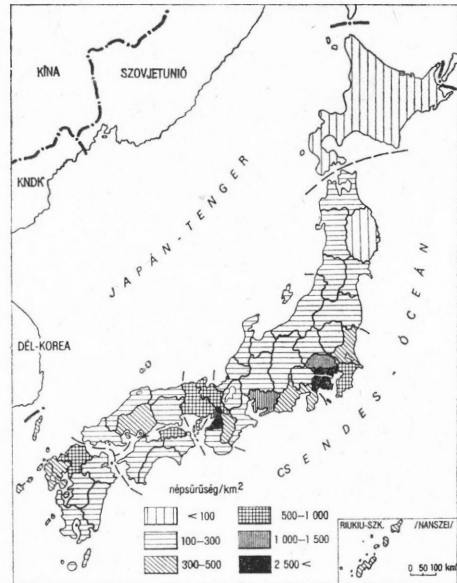 KÍNA
SZOVJETUNIÓ
KNDK
JAPÁN-TENGER
DÉL-KOREA
CSENDES-ÓCEÁN
népsűrűség/km²
< 100
500–1 000
100–300
1 000–1 500
300–500
2 500 <
RIUKIU-SZK. /NANSZEI/
0 50 100 km